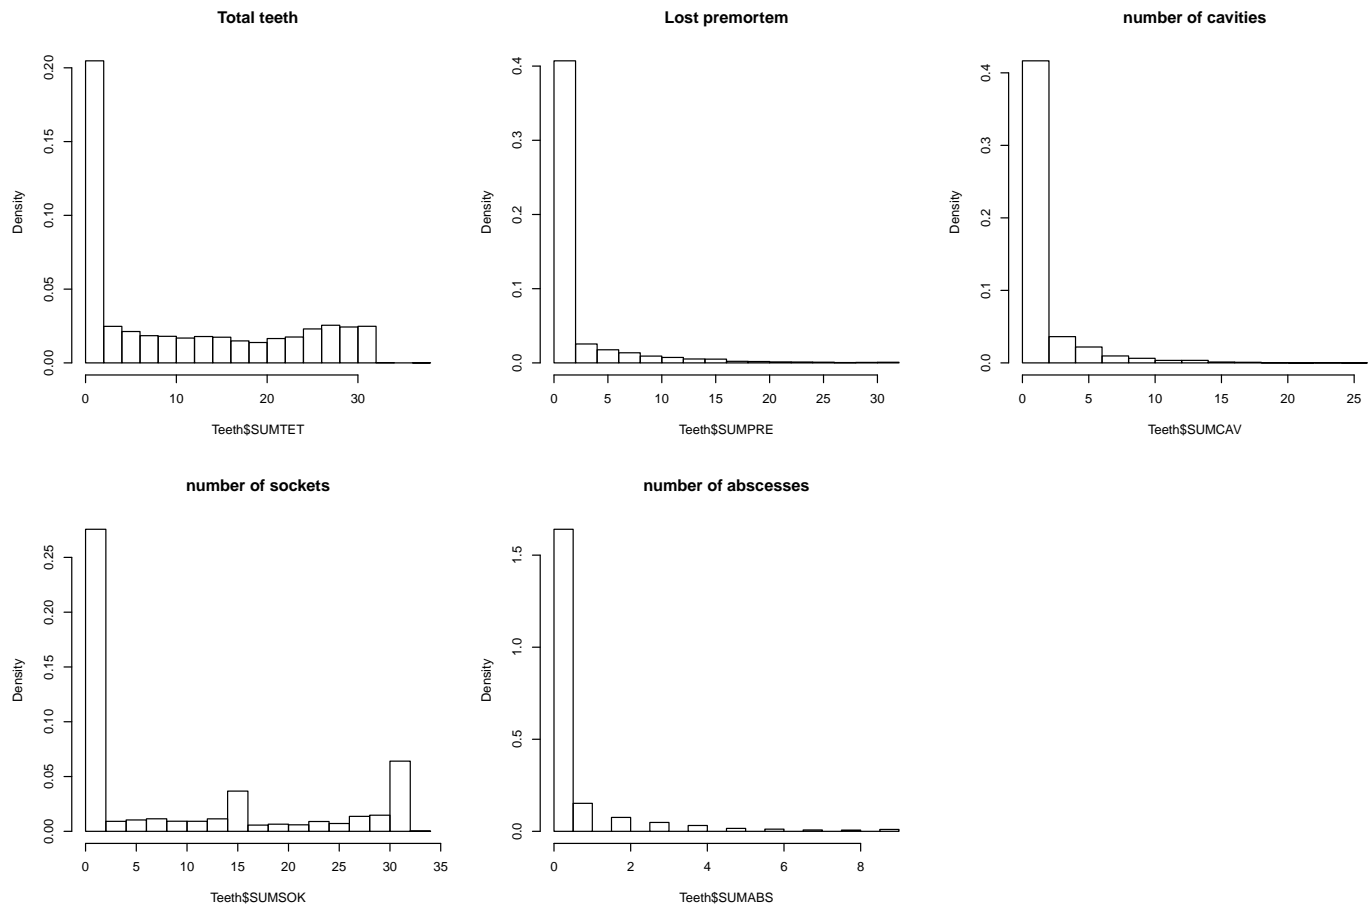 Total teeth
Density
0.00 0.05 0.10 0.15 0.20
0 10 20 30
Teeth$SUMTET
Lost premortem
Density
0.0 0.1 0.2 0.3 0.4
0 5 10 15 20 25 30
Teeth$SUMPRE
number of cavities
Density
0.0 0.1 0.2 0.3 0.4
0 5 10 15 20 25
Teeth$SUMCAV
number of sockets
Density
0.00 0.05 0.10 0.15 0.20 0.25
0 5 10 15 20 25 30 35
Teeth$SUMSOK
number of abscesses
Density
0.0 0.5 1.0 1.5
0 2 4 6 8
Teeth$SUMABS